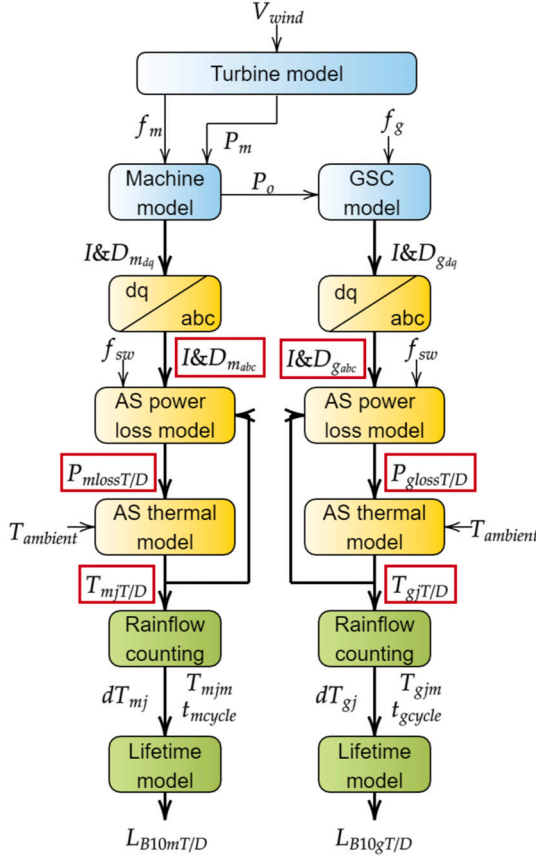 V_wind
Turbine model
f_m
P_m
f_g
Machine
model
P_o
GSC
model
I&D_m_dq
I&D_g_dq
dq
abc
dq
abc
f_sw
I&D_m_abc
I&D_g_abc
f_sw
AS power
loss model
AS power
loss model
P_mlossT/D
P_glossT/D
T_ambient
AS thermal
model
AS thermal
model
T_ambient
T_mjT/D
T_gjT/D
Rainflow
counting
Rainflow
counting
dT_mj
T_mjm
t_mcycle
dT_gj
T_gjm
t_gcycle
Lifetime
model
Lifetime
model
L_B10mT/D
L_B10gT/D